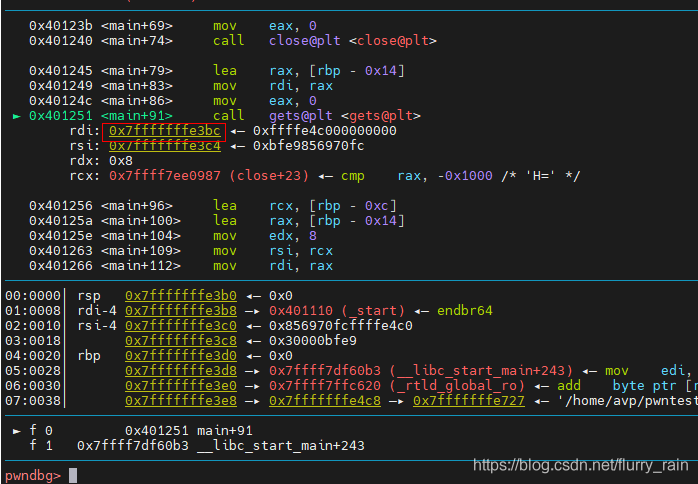 0x40123b <main+69> mov eax, 0
0x401240 <main+74> call close@plt <close@plt>
0x401245 <main+79> lea rax, [rbp - 0x14]
0x401249 <main+83> mov rdi, rax
0x40124c <main+86> mov eax, 0
► 0x401251 <main+91> call gets@plt <gets@plt>
rdi: 0x7fffffffe3bc ◂— 0xffffe4c000000000
rsi: 0x7fffffffe3c4 ◂— 0xbfe9856970fc
rdx: 0x8
rcx: 0x7ffff7ee0987 (close+23) ◂— cmp rax, -0x1000 /* 'H=' */
0x401256 <main+96> lea rcx, [rbp - 0xc]
0x40125a <main+100> lea rax, [rbp - 0x14]
0x40125e <main+104> mov edx, 8
0x401263 <main+109> mov rsi, rcx
0x401266 <main+112> mov rdi, rax
00:0000│ rsp 0x7fffffffe3b0 ◂— 0x0
01:0008│ rdi-4 0x7fffffffe3b8 —▸ 0x401110 (_start) ◂— endbr64
02:0010│ rsi-4 0x7fffffffe3c0 ◂— 0x856970fcffffe4c0
03:0018│ 0x7fffffffe3c8 ◂— 0x30000bfe9
04:0020│ rbp 0x7fffffffe3d0 ◂— 0x0
05:0028│ 0x7fffffffe3d8 —▸ 0x7ffff7df60b3 (__libc_start_main+243) ◂— mov edi,
06:0030│ 0x7fffffffe3e0 —▸ 0x7ffff7ffc620 (_rtld_global_ro) ◂— add byte ptr [r
07:0038│ 0x7fffffffe3e8 —▸ 0x7fffffffe4c8 —▸ 0x7fffffffe727 ◂— '/home/avp/pwntest
► f 0 0x401251 main+91
f 1 0x7ffff7df60b3 __libc_start_main+243
https://blog.csdn.net/flurry_rain
pwndbg>